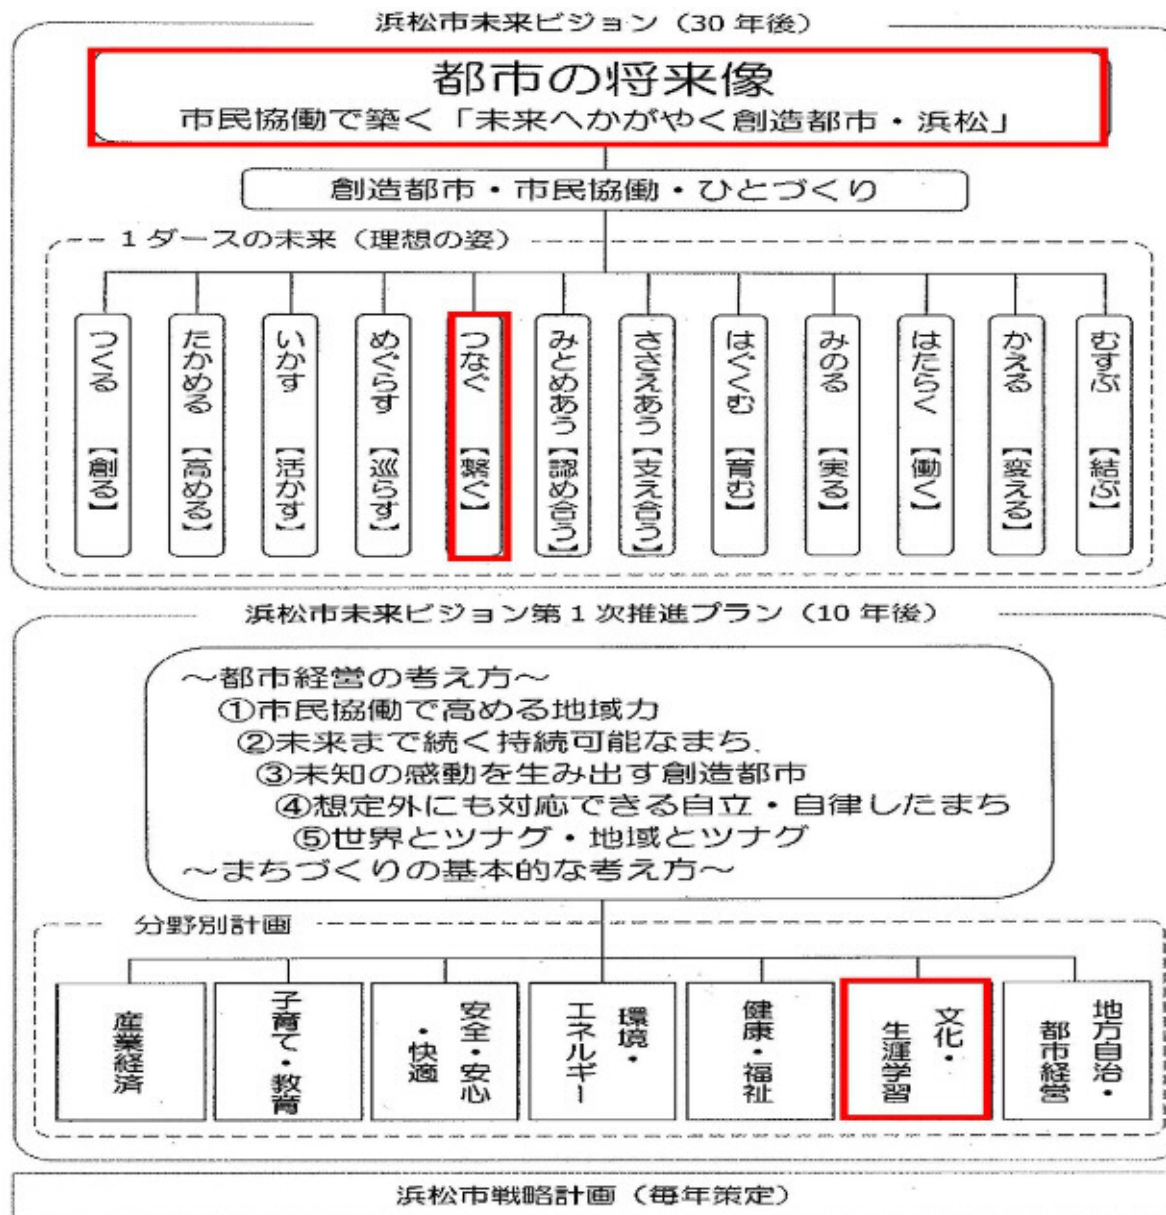 浜松市未来ビジョン（30年後）
都市の将来像
市民協働で築く「未来へかがやく創造都市・浜松」
創造都市・市民協働・ひとづくり
1ダースの未来（理想の姿）
つくる【創る】
たかめる【高める】
いかす【活かす】
めぐらす【巡らす】
つなぐ【繋ぐ】
みとめあう【認め合う】
ささえあう【支え合う】
はぐくむ【育む】
みのる【実る】
はたらく【働く】
かえる【変える】
むすぶ【結ぶ】
浜松市未来ビジョン第1次推進プラン（10年後）
～都市経営の考え方～
①市民協働で高める地域力
②未来まで続く持続可能なまち
③未知の感動を生み出す創造都市
④想定外にも対応できる自立・自律したまち
⑤世界とツナグ・地域とツナグ
～まちづくりの基本的な考え方～
分野別計画
産業経済
子育て・教育
安全・安心
・快適
環境・
エネルギー
健康・福祉
文化・
生涯学習
地方自治・
都市経営
浜松市戦略計画（毎年策定）